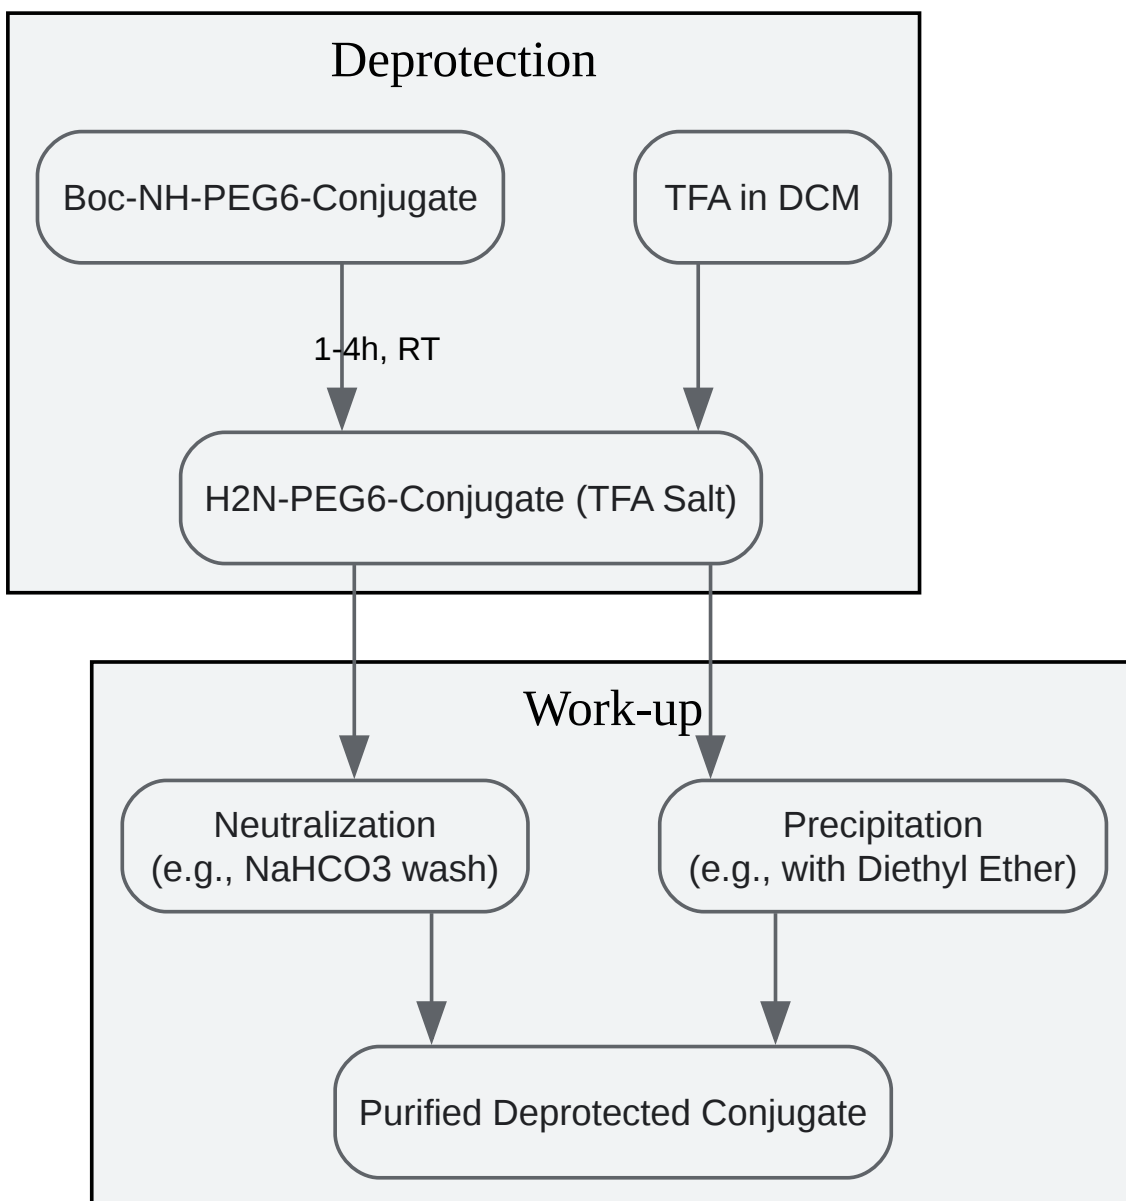 Deprotection
Boc-NH-PEG6-Conjugate
TFA in DCM
1-4h, RT
H2N-PEG6-Conjugate (TFA Salt)
Work-up
Neutralization
(e.g., NaHCO3 wash)
Precipitation
(e.g., with Diethyl Ether)
Purified Deprotected Conjugate